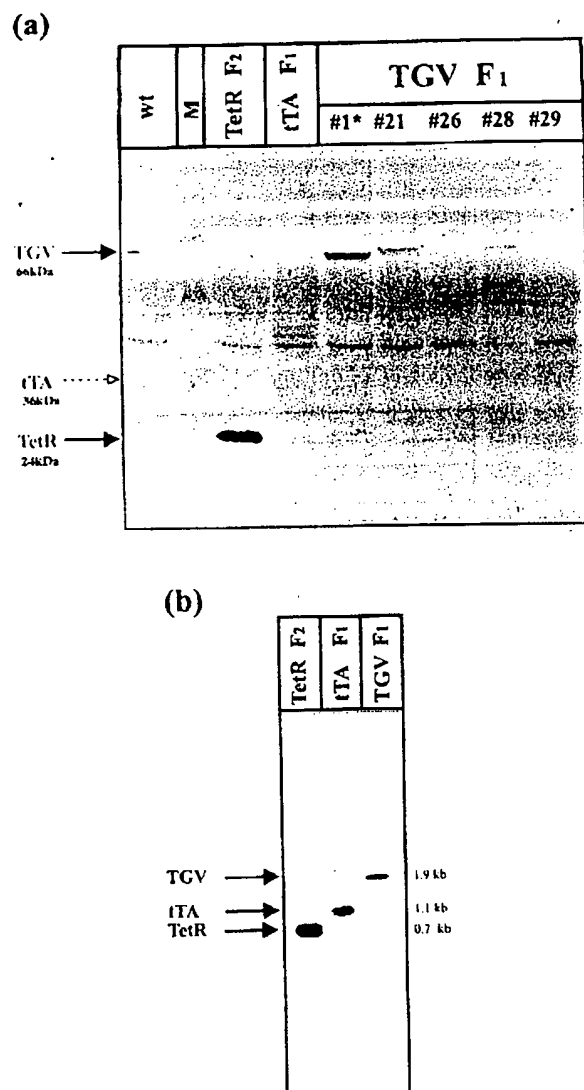 (a)
wt
M
TetR F2
tTA F1
TGV F1
#1* #21 #26 #28 #29
TGV
66kDa
tTA
36kDa
TetR
24kDa
(b)
TetR F2
tTA F1
TGV F1
TGV
1.9 kb
tTA
1.1 kb
TetR
0.7 kb